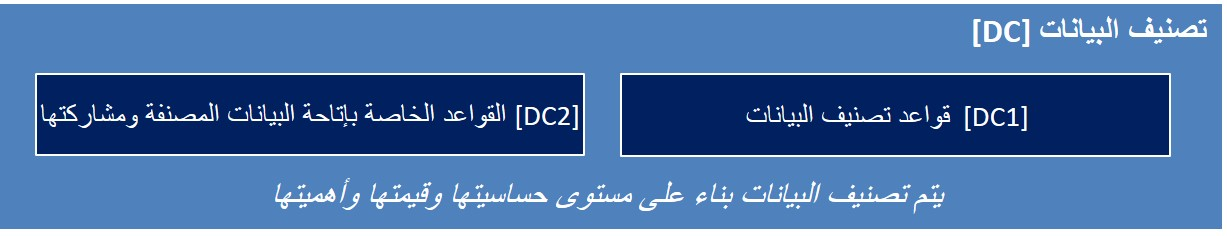 تصنيف البيانات [DC]
[DC1] قواعد تصنيف البيانات
[DC2] القواعد الخاصة بإتاحة البيانات المصنفة ومشاركتها
يتم تصنيف البيانات بناء على مستوى حساسيتها وقيمتها وأهميتها